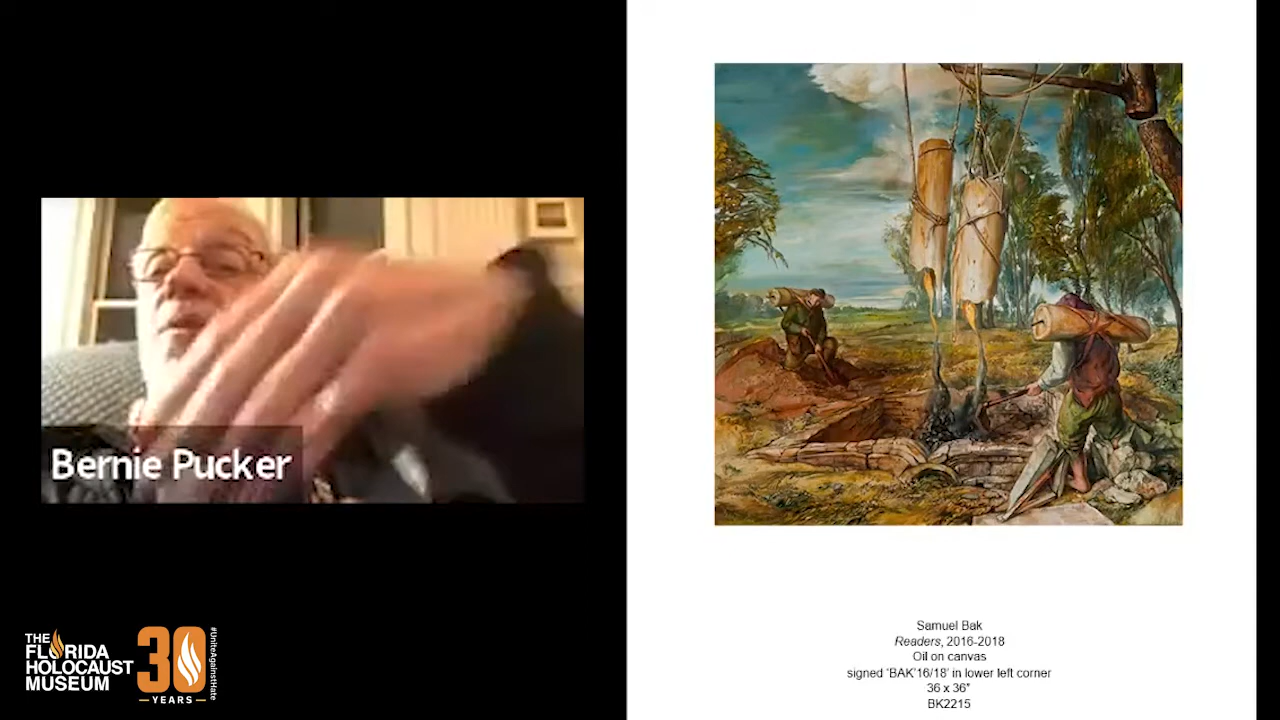 Bernie Pucker
THE
FLORIDA
HOLOCAUST
MUSEUM
30
YEARS
#UniteAgainstHate
Samuel Bak
Readers, 2016-2018
Oil on canvas
signed 'BAK'16/18' in lower left corner
36 x 36"
BK2215